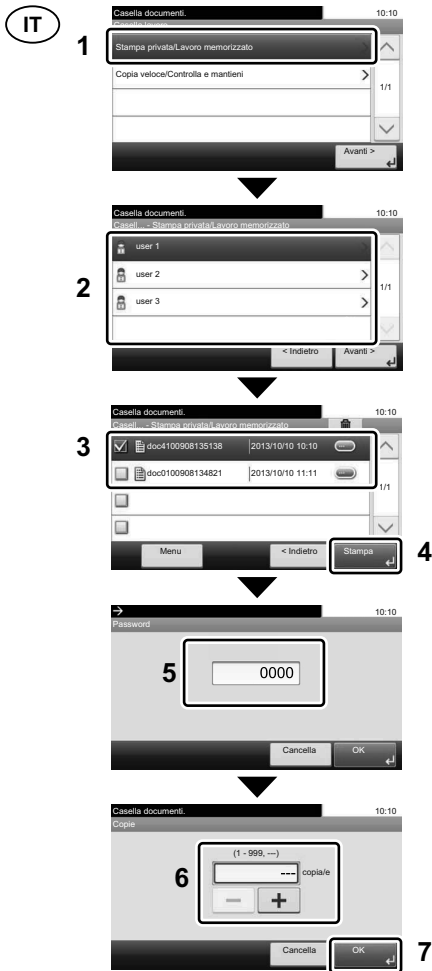 IT
Casella documenti. 10:10
Casella lavoro
1 Stampa privata/Lavoro memorizzato
Copia veloce/Controlla e mantieni
1/1
Avanti >
Casella documenti. 10:10
Casell... - Stampa privata/Lavoro memorizzato
user 1
2 user 2
1/1
user 3
< Indietro Avanti >
Casella documenti. 10:10
Casell... - Stampa privata/Lavoro memorizzato
3 doc4100908135138 2013/10/10 10:10 ...
doc0100908134821 2013/10/10 11:11 ...
1/1
Menu < Indietro Stampa 4
10:10
Password
5 0000
Cancella OK
Casella documenti. 10:10
Copie
(1 - 999, ---)
6 --- copia/e
− +
Cancella OK 7